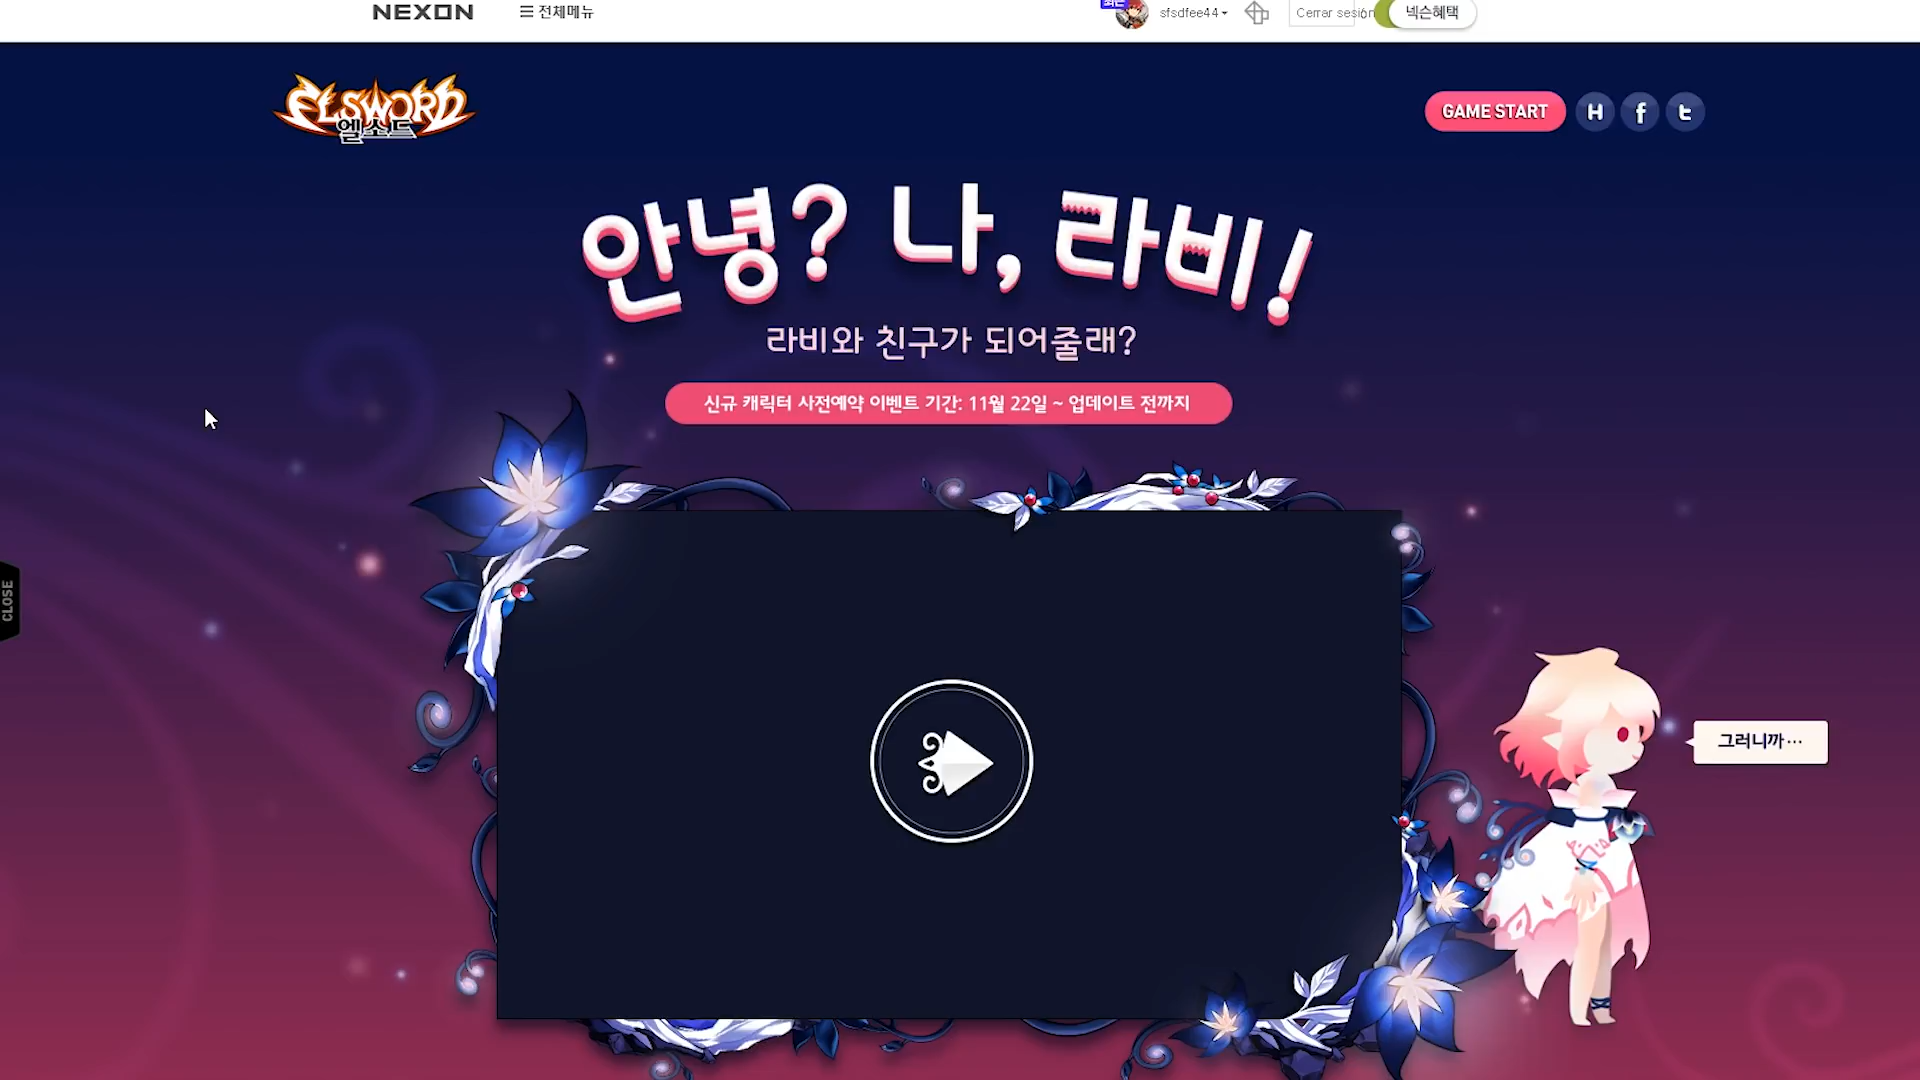 NEXON
전체메뉴
sfsdfee44
Cerrar sesión
넥슨혜택
ELSWORD
엘소드
GAME START
H f t
안녕? 나, 라비!
라비와 친구가 되어줄래?
신규 캐릭터 사전예약 이벤트 기간: 11월 22일 ~ 업데이트 전까지
CLOSE
그러니까…